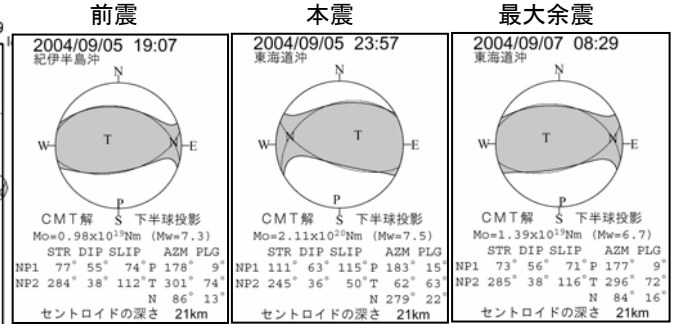 前震
2004/09/05 19:07
紀伊半島沖
N
T
N
W
E
P
CMT解 S 下半球投影
Mo=0.98x10¹⁹Nm (Mw=7.3)
STR DIP SLIP AZM PLG
NP1 77° 55° 74° P 178° 9°
NP2 284° 38° 112° T 301° 74°
N 86° 13°
セントロイドの深さ 21km
本震
2004/09/05 23:57
東海道沖
N
N
T
W
E
P
CMT解 S 下半球投影
Mo=2.11x10²⁰Nm (Mw=7.5)
STR DIP SLIP AZM PLG
NP1 111° 63° 115° P 183° 15°
NP2 245° 36° 50° T 62° 63°
N 279° 22°
セントロイドの深さ 21km
最大余震
2004/09/07 08:29
東海道沖
N
T
N
W
E
P
CMT解 S 下半球投影
Mo=1.39x10¹⁹Nm (Mw=6.7)
STR DIP SLIP AZM PLG
NP1 73° 56° 71° P 177° 9°
NP2 285° 38° 116° T 296° 72°
N 84° 16°
セントロイドの深さ 21km